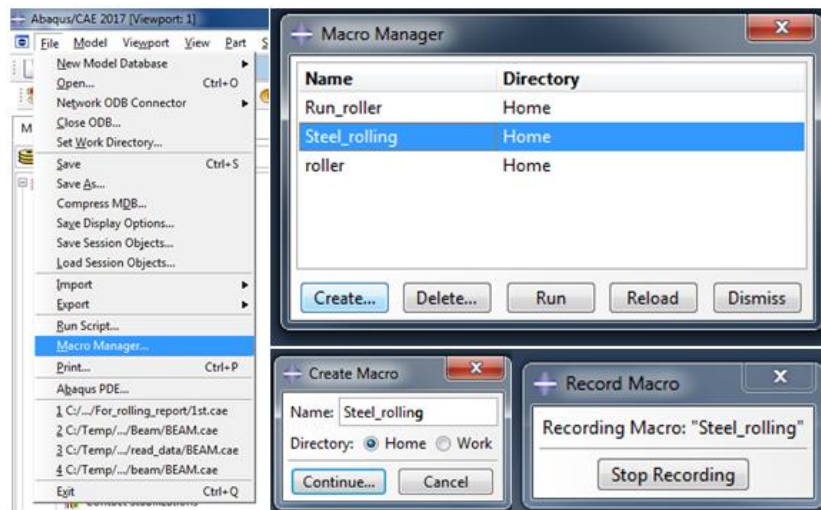 Abaqus/CAE 2017 [Viewport: 1]
File Model Viewport View Part S
New Model Database
Open... Ctrl+O
Network ODB Connector
Close ODB...
Set Work Directory...
Save Ctrl+S
Save As...
Compress MDB...
Save Display Options...
Save Session Objects...
Load Session Objects...
Import
Export
Run Script...
Macro Manager...
Print... Ctrl+P
Abaqus PDE...
1 C:/.../For_rolling_report/1st.cae
2 C:/Temp/.../Beam/BEAM.cae
3 C:/Temp/.../read_data/BEAM.cae
4 C:/Temp/.../beam/BEAM.cae
Exit Ctrl+Q
M
Macro Manager
Name Directory
Run_roller Home
Steel_rolling Home
roller Home
Create... Delete... Run Reload Dismiss
Create Macro
Name: Steel_rolling
Directory: Home Work
Continue... Cancel
Record Macro
Recording Macro: "Steel_rolling"
Stop Recording